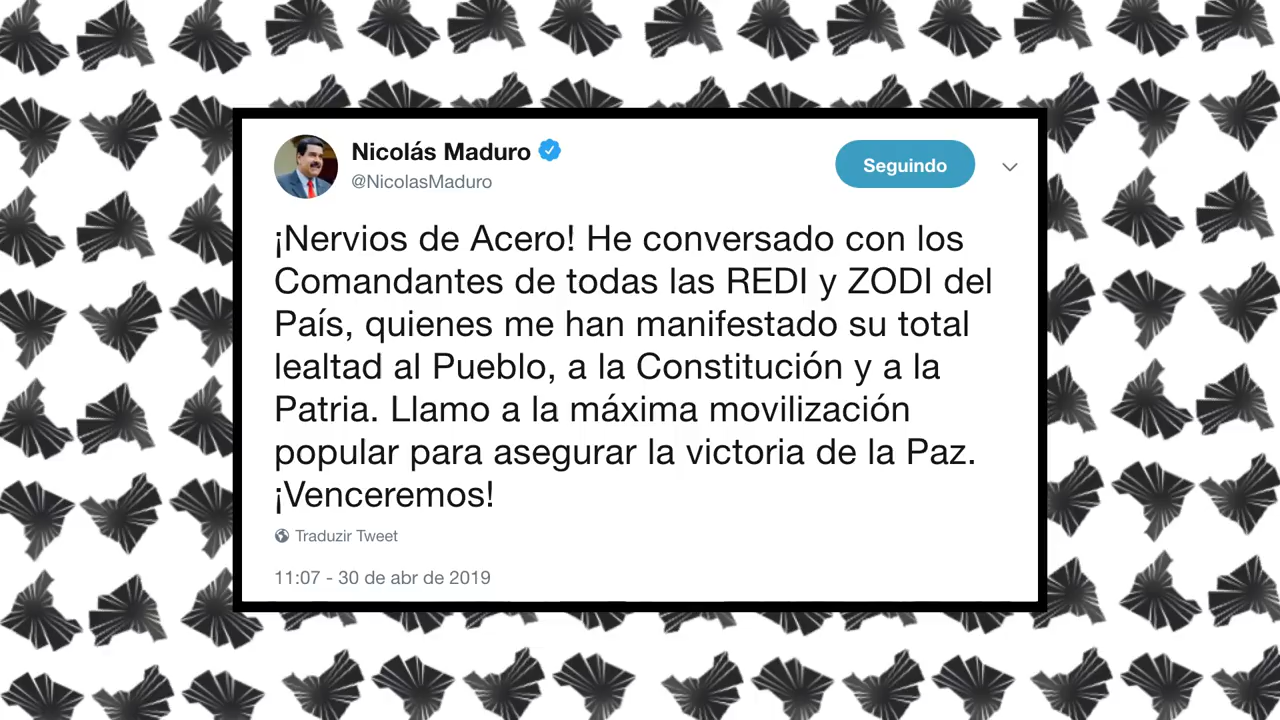 Nicolás Maduro
@NicolasMaduro
Seguindo
¡Nervios de Acero! He conversado con los
Comandantes de todas las REDI y ZODI del
País, quienes me han manifestado su total
lealtad al Pueblo, a la Constitución y a la
Patria. Llamo a la máxima movilización
popular para asegurar la victoria de la Paz.
¡Venceremos!
Traduzir Tweet
11:07 - 30 de abr de 2019